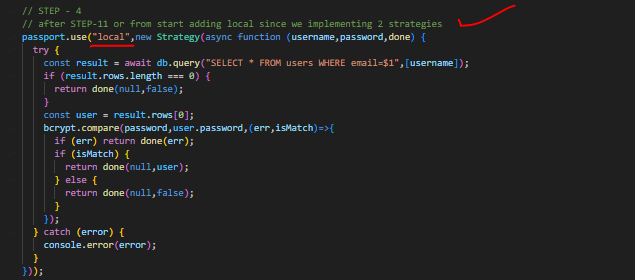 // STEP - 4
// after STEP-11 or from start adding local since we implementing 2 strategies
passport.use("local",new Strategy(async function (username,password,done) {
try {
const result = await db.query("SELECT * FROM users WHERE email=$1",[username]);
if (result.rows.length === 0) {
return done(null,false);
}
const user = result.rows[0];
bcrypt.compare(password,user.password,(err,isMatch)=>{
if (err) return done(err);
if (isMatch) {
return done(null,user);
} else {
return done(null,false);
}
});
} catch (error) {
console.error(error);
}
}));